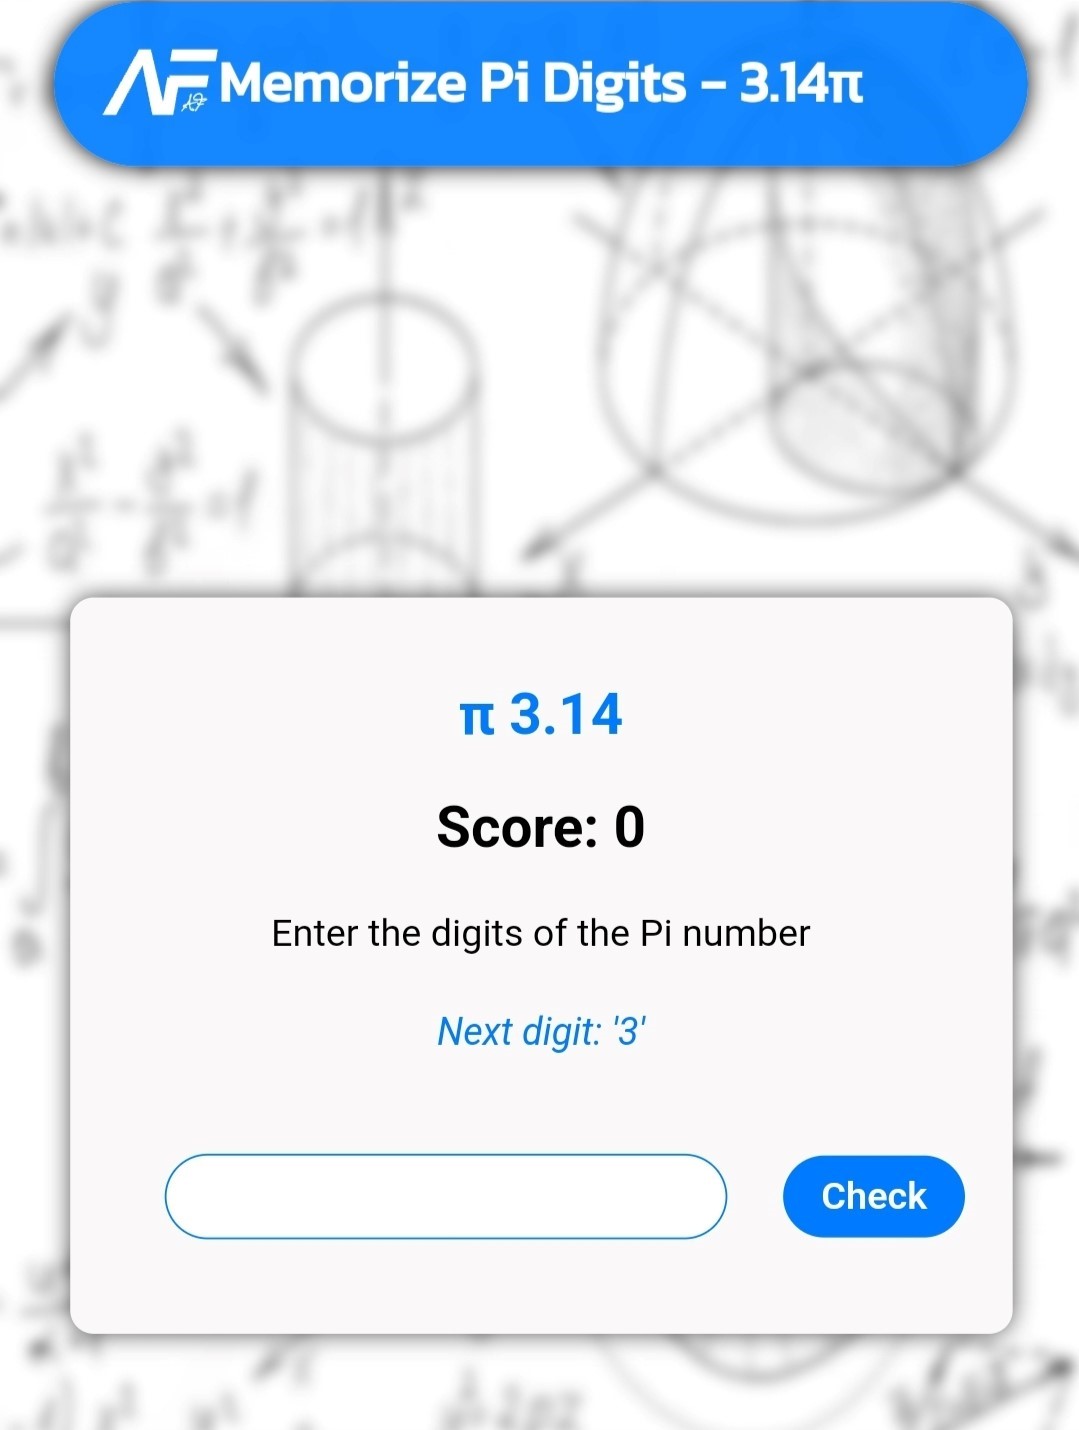 AF Memorize Pi Digits - 3.14π
π 3.14
Score: 0
Enter the digits of the Pi number
Next digit: '3'
Check